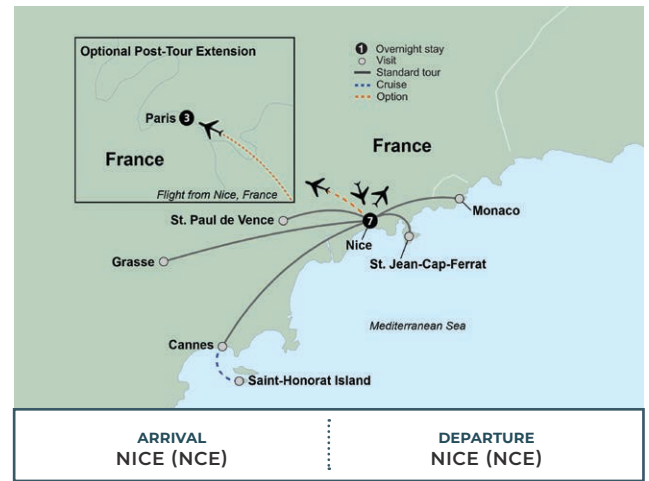 Optional Post-Tour Extension
Paris 3
France
Flight from Nice, France
1 Overnight stay
Visit
Standard tour
Cruise
Option
France
St. Paul de Vence
7
Nice
Monaco
St. Jean-Cap-Ferrat
Grasse
Mediterranean Sea
Cannes
Saint-Honorat Island
ARRIVAL
NICE (NCE)
DEPARTURE
NICE (NCE)